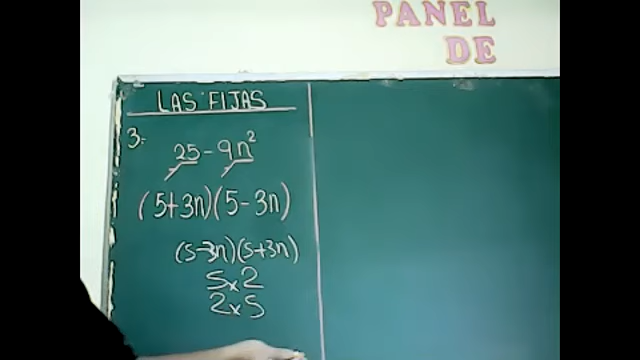 PANEL
DE
LAS FIJAS
3.
25 - 9n²
(5+3n)(5-3n)
(5-3n)(5+3n)
5x2
2x5